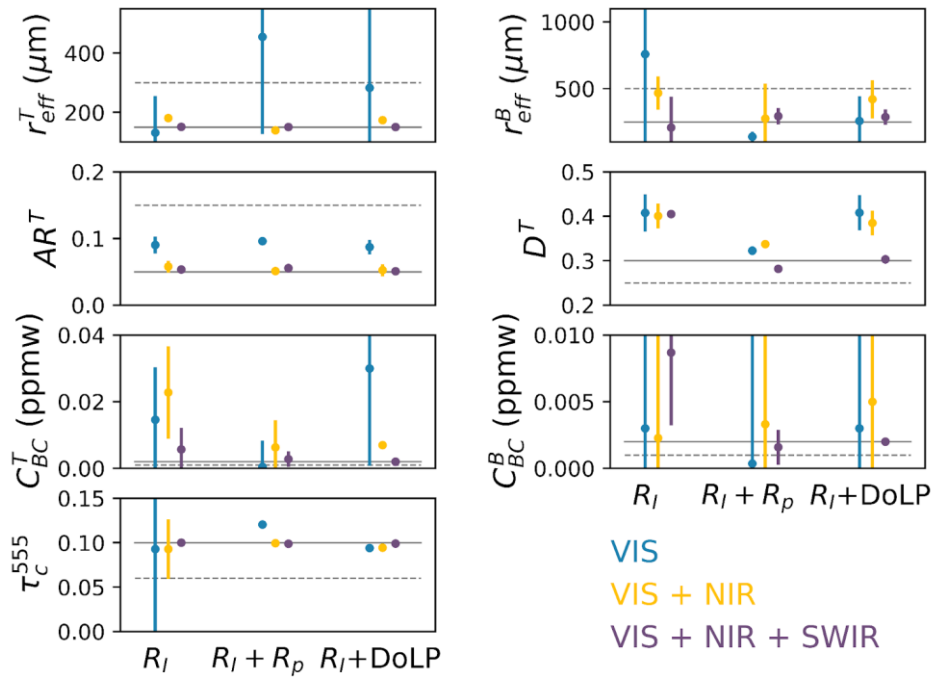 r_eff^T (μm)
400
200
r_eff^B (μm)
1000
500
0
AR^T
0.2
0.1
0.0
D^T
0.5
0.4
0.3
0.2
C_BC^T (ppmw)
0.04
0.02
0.00
C_BC^B (ppmw)
0.010
0.005
0.000
R_I R_I + R_p R_I+DoLP
τ_c^555
0.15
0.10
0.05
0.00
R_I R_I + R_p R_I+DoLP
VIS
VIS + NIR
VIS + NIR + SWIR